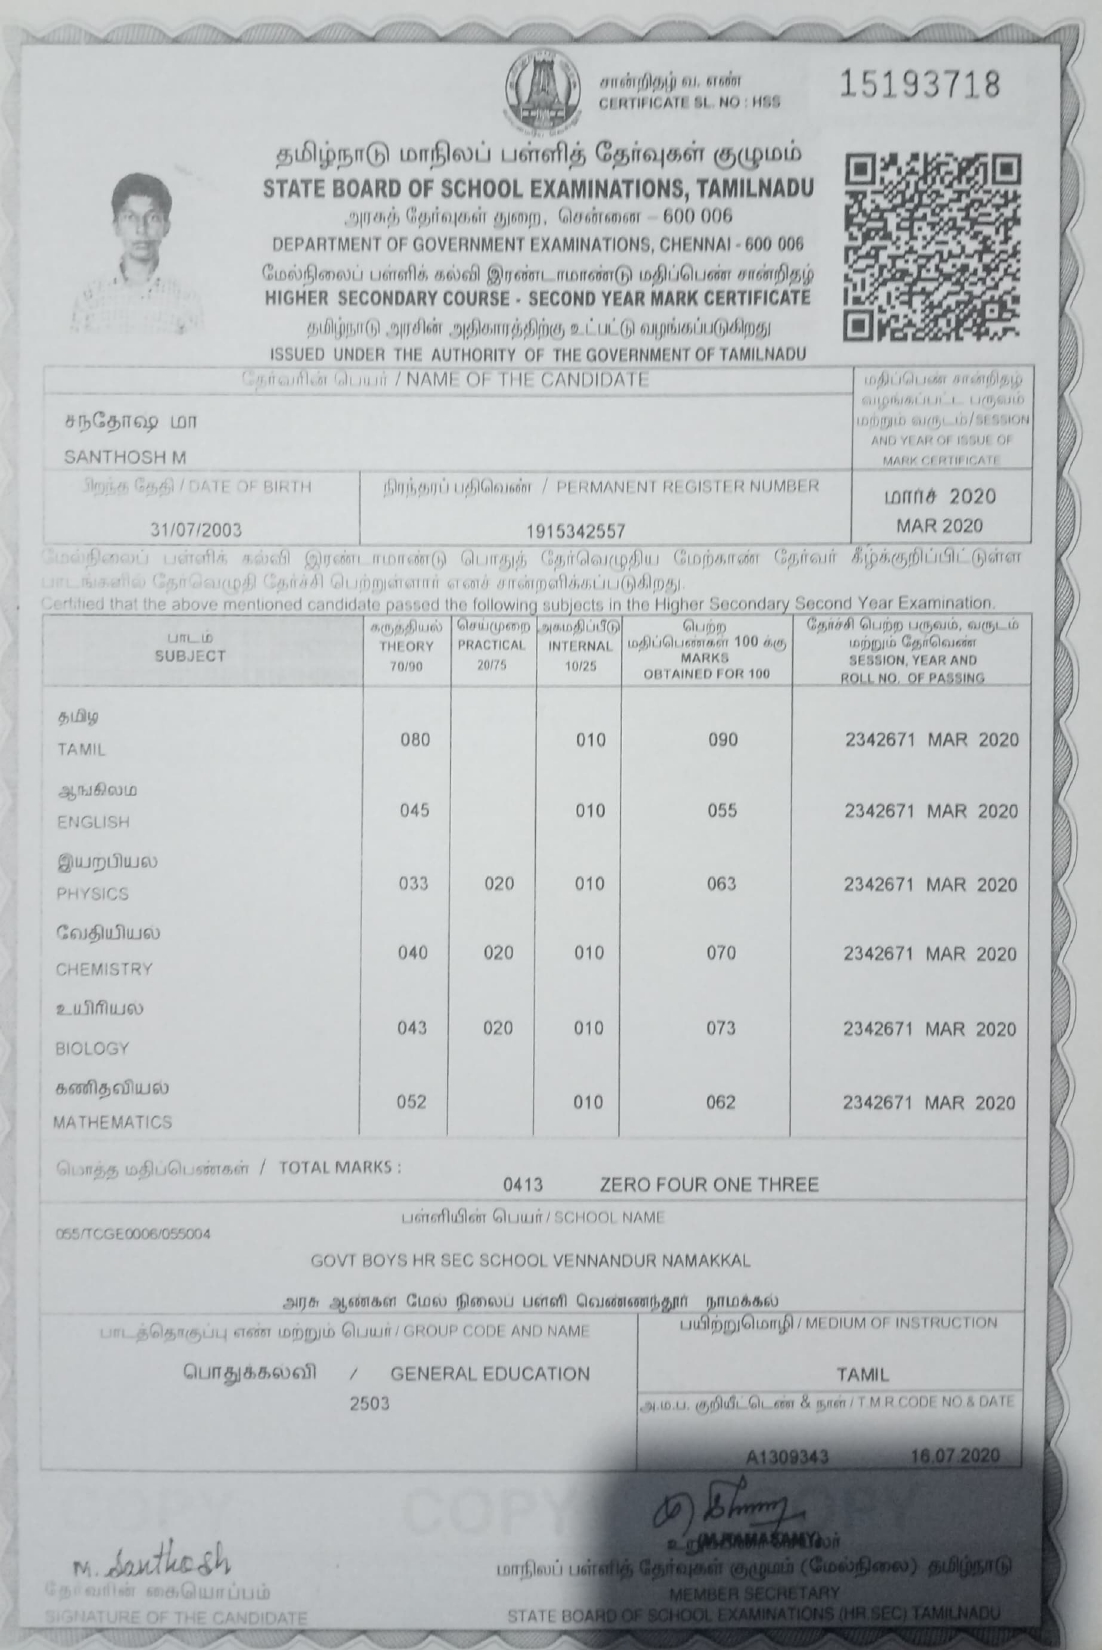 சான்றிதழ் வ. எண்
CERTIFICATE SL. NO : HSS 15193718
தமிழ்நாடு மாநிலப் பள்ளித் தேர்வுகள் குழுமம்
STATE BOARD OF SCHOOL EXAMINATIONS, TAMILNADU
அரசுத் தேர்வுகள் துறை, சென்னை – 600 006
DEPARTMENT OF GOVERNMENT EXAMINATIONS, CHENNAI - 600 006
மேல்நிலைப் பள்ளிக் கல்வி இரண்டாமாண்டு மதிப்பெண் சான்றிதழ்
HIGHER SECONDARY COURSE - SECOND YEAR MARK CERTIFICATE
தமிழ்நாடு அரசின் அதிகாரத்திற்கு உட்பட்டு வழங்கப்படுகிறது
ISSUED UNDER THE AUTHORITY OF THE GOVERNMENT OF TAMILNADU
தேர்வரின் பெயர் / NAME OF THE CANDIDATE
சந்தோஷ் மா
SANTHOSH M
மதிப்பெண் சான்றிதழ்
வழங்கப்பட்ட பருவம்
மற்றும் வருடம்/SESSION
AND YEAR OF ISSUE OF
MARK CERTIFICATE
பிறந்த தேதி / DATE OF BIRTH
31/07/2003
நிரந்தரப் பதிவெண் / PERMANENT REGISTER NUMBER
1915342557
மார்ச் 2020
MAR 2020
மேல்நிலைப் பள்ளிக் கல்வி இரண்டாமாண்டு பொதுத் தேர்வெழுதிய மேற்காண் தேர்வர் கீழ்க்குறிப்பிட்டுள்ள
பாடங்களில் தேர்வெழுதி தேர்ச்சி பெற்றுள்ளார் எனச் சான்றளிக்கப்படுகிறது.
Certified that the above mentioned candidate passed the following subjects in the Higher Secondary Second Year Examination.
பாடம்
SUBJECT
கருத்தியல்
THEORY
70/90
செய்முறை
PRACTICAL
20/75
அகமதிப்பீடு
INTERNAL
10/25
பெற்ற
மதிப்பெண்கள் 100 க்கு
MARKS
OBTAINED FOR 100
தேர்ச்சி பெற்ற பருவம், வருடம்
மற்றும் தேர்வெண்
SESSION, YEAR AND
ROLL NO. OF PASSING
தமிழ்
TAMIL 080 010 090 2342671 MAR 2020
ஆங்கிலம்
ENGLISH 045 010 055 2342671 MAR 2020
இயற்பியல்
PHYSICS 033 020 010 063 2342671 MAR 2020
வேதியியல்
CHEMISTRY 040 020 010 070 2342671 MAR 2020
உயிரியல்
BIOLOGY 043 020 010 073 2342671 MAR 2020
கணிதவியல்
MATHEMATICS 052 010 062 2342671 MAR 2020
மொத்த மதிப்பெண்கள் / TOTAL MARKS :
0413 ZERO FOUR ONE THREE
பள்ளியின் பெயர் / SCHOOL NAME
055/TCGE0006/055004
GOVT BOYS HR SEC SCHOOL VENNANDUR NAMAKKAL
அரசு ஆண்கள் மேல் நிலைப் பள்ளி வெண்ணந்தூர் நாமக்கல்
பாடத்தொகுப்பு எண் மற்றும் பெயர் / GROUP CODE AND NAME
பொதுக்கல்வி / GENERAL EDUCATION
2503
பயிற்றுமொழி / MEDIUM OF INSTRUCTION
TAMIL
அ.ம.ப. குறியீட்டெண் & நாள் / T.M.R.CODE NO & DATE
A1309343 16.07.2020
COPY COPY COPY
M. Santhosh
தேர்வரின் கையொப்பம்
SIGNATURE OF THE CANDIDATE
(M.RAMASAMY)
மாநிலப் பள்ளித் தேர்வுகள் குழுமம் (மேல்நிலை) தமிழ்நாடு
MEMBER SECRETARY
STATE BOARD OF SCHOOL EXAMINATIONS (HR.SEC) TAMILNADU